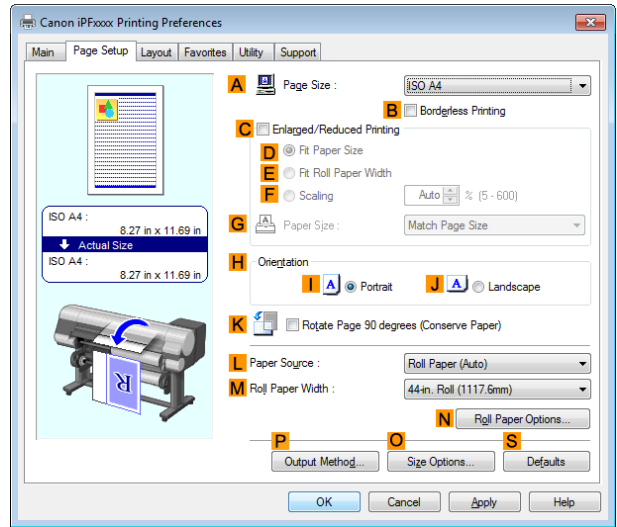 Canon iPFxxxx Printing Preferences
Main Page Setup Layout Favorites Utility Support
A Page Size : ISO A4
B Borderless Printing
C Enlarged/Reduced Printing
D Fit Paper Size
E Fit Roll Paper Width
F Scaling Auto % (5 - 600)
G Paper Size : Match Page Size
ISO A4 :
8.27 in x 11.69 in
Actual Size
ISO A4 :
8.27 in x 11.69 in
H Orientation
I A Portrait J A Landscape
K Rotate Page 90 degrees (Conserve Paper)
R
L Paper Source : Roll Paper (Auto)
M Roll Paper Width : 44-in. Roll (1117.6mm)
N Roll Paper Options...
P O S
Output Method... Size Options... Defaults
OK Cancel Apply Help